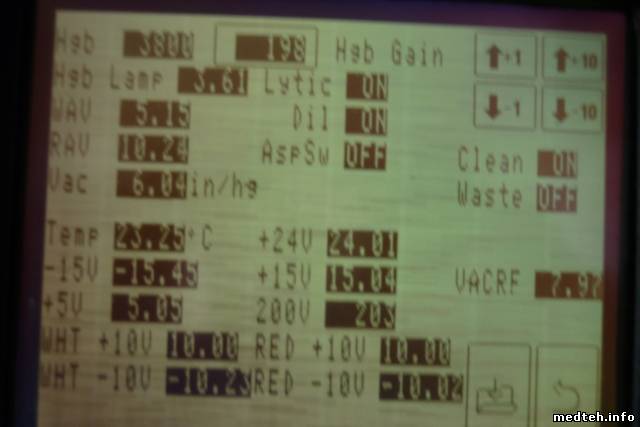 Hgb 3800 198 Hgb Gain ↑+1 ↑+10
Hgb Lamp 3.61 Lytic ON ↓-1 ↓-10
WAV 5.15 Dil ON
RAV 10.24 AspSw OFF Clean ON
Vac 6.04in/hg Waste OFF
Temp 23.25°C +24V 24.01
-15V -15.45 +15V 15.04 VACRF 7.97
+5V 5.05 200V 203
WHT +10V 10.00 RED +10V 10.00
WHT -10V -10.23 RED -10V -10.02
medteh.info